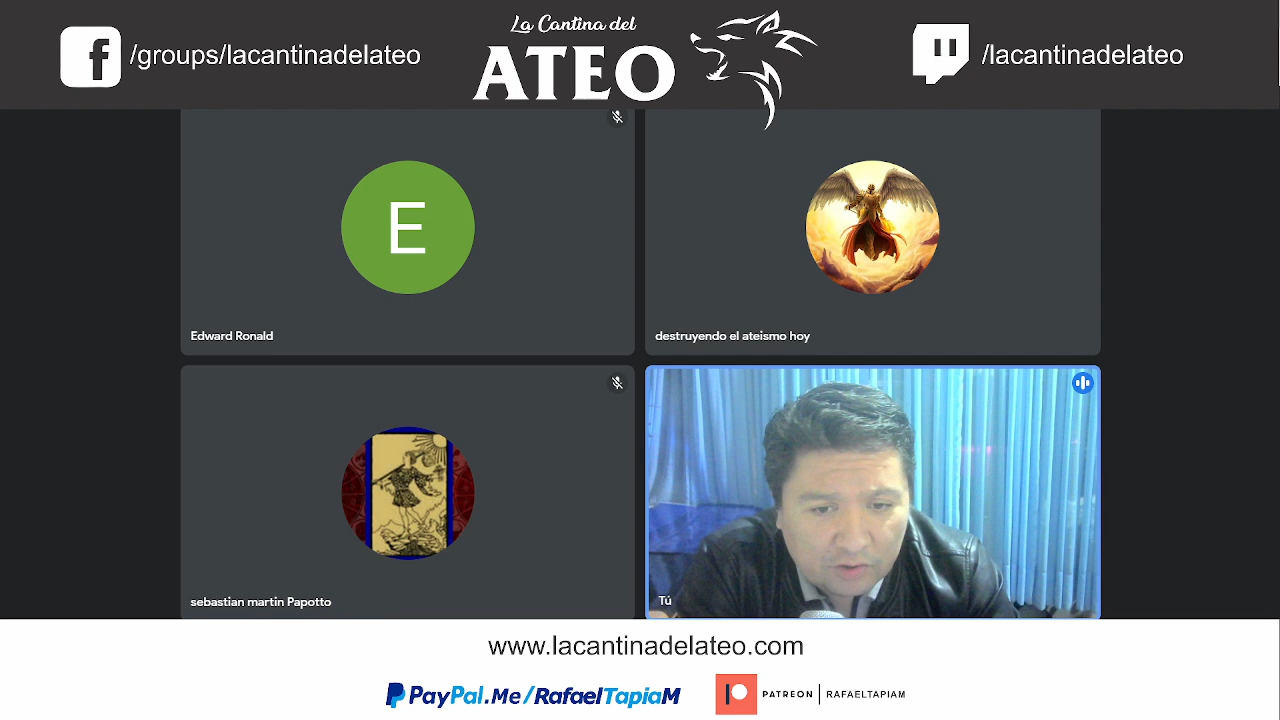 /groups/lacantinadelateo
La Cantina del
ATEO
/lacantinadelateo
E
Edward Ronald
destruyendo el ateismo hoy
sebastian martin Papotto
Tú
www.lacantinadelateo.com
PayPal.Me/RafaelTapiaM
PATREON | RAFAELTAPIAM